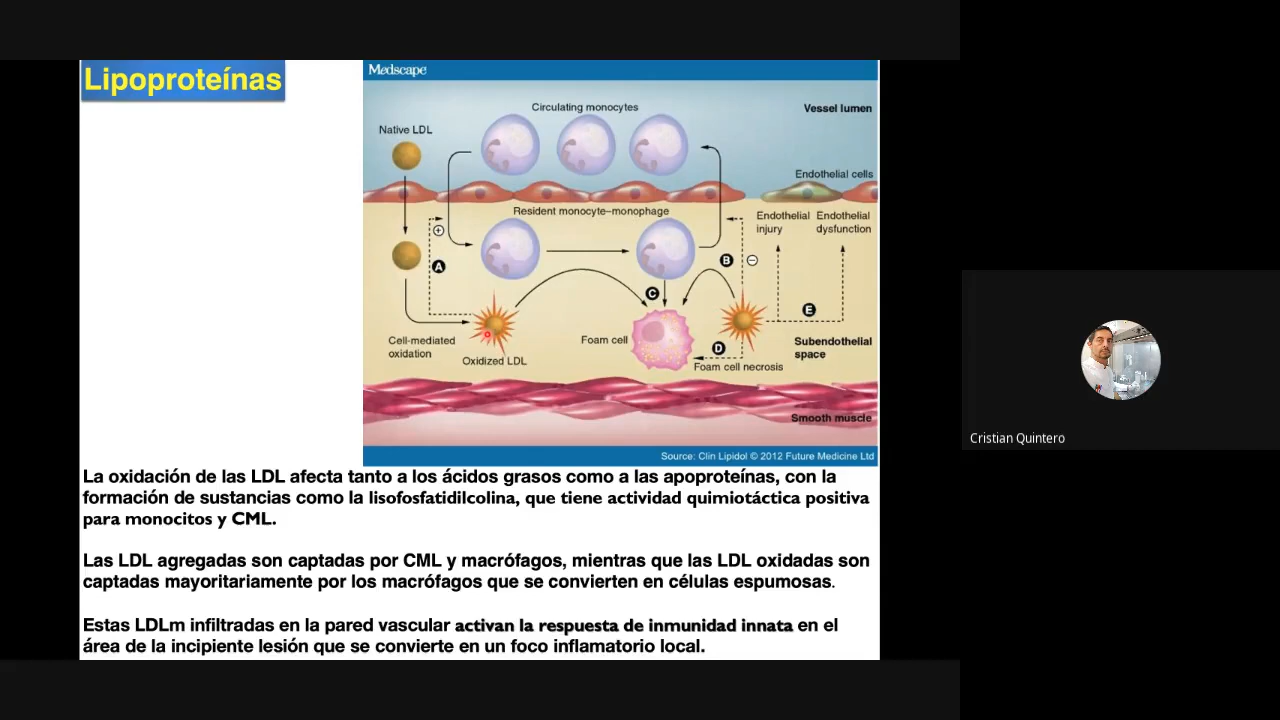 Lipoproteínas
Medscape
Circulating monocytes
Vessel lumen
Native LDL
Endothelial cells
Resident monocyte–monophage
Endothelial
injury
Endothelial
dysfunction
+
A
B
−
C
E
Cell-mediated
oxidation
Oxidized LDL
Foam cell
D
Subendothelial
space
Foam cell necrosis
Smooth muscle
Source: Clin Lipidol © 2012 Future Medicine Ltd
La oxidación de las LDL afecta tanto a los ácidos grasos como a las apoproteínas, con la
formación de sustancias como la lisofosfatidilcolina, que tiene actividad quimiotáctica positiva
para monocitos y CML.
Las LDL agregadas son captadas por CML y macrófagos, mientras que las LDL oxidadas son
captadas mayoritariamente por los macrófagos que se convierten en células espumosas.
Estas LDLm infiltradas en la pared vascular activan la respuesta de inmunidad innata en el
área de la incipiente lesión que se convierte en un foco inflamatorio local.
Cristian Quintero